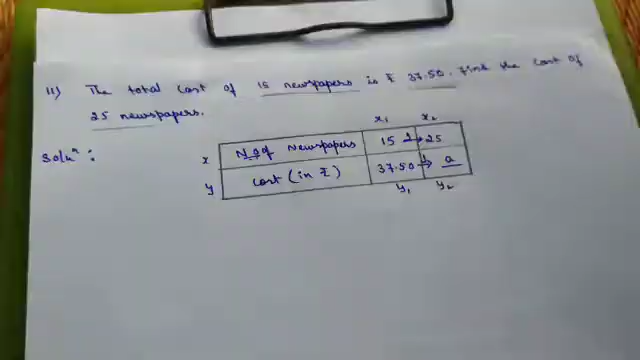 11) The total cost of 15 newspapers is ₹ 37.50. Find the cost of
25 newspapers.
Soluⁿ :
x₁ x₂
x No of Newspapers 15 25
y Cost (in ₹) 37.50 a
y₁ y₂